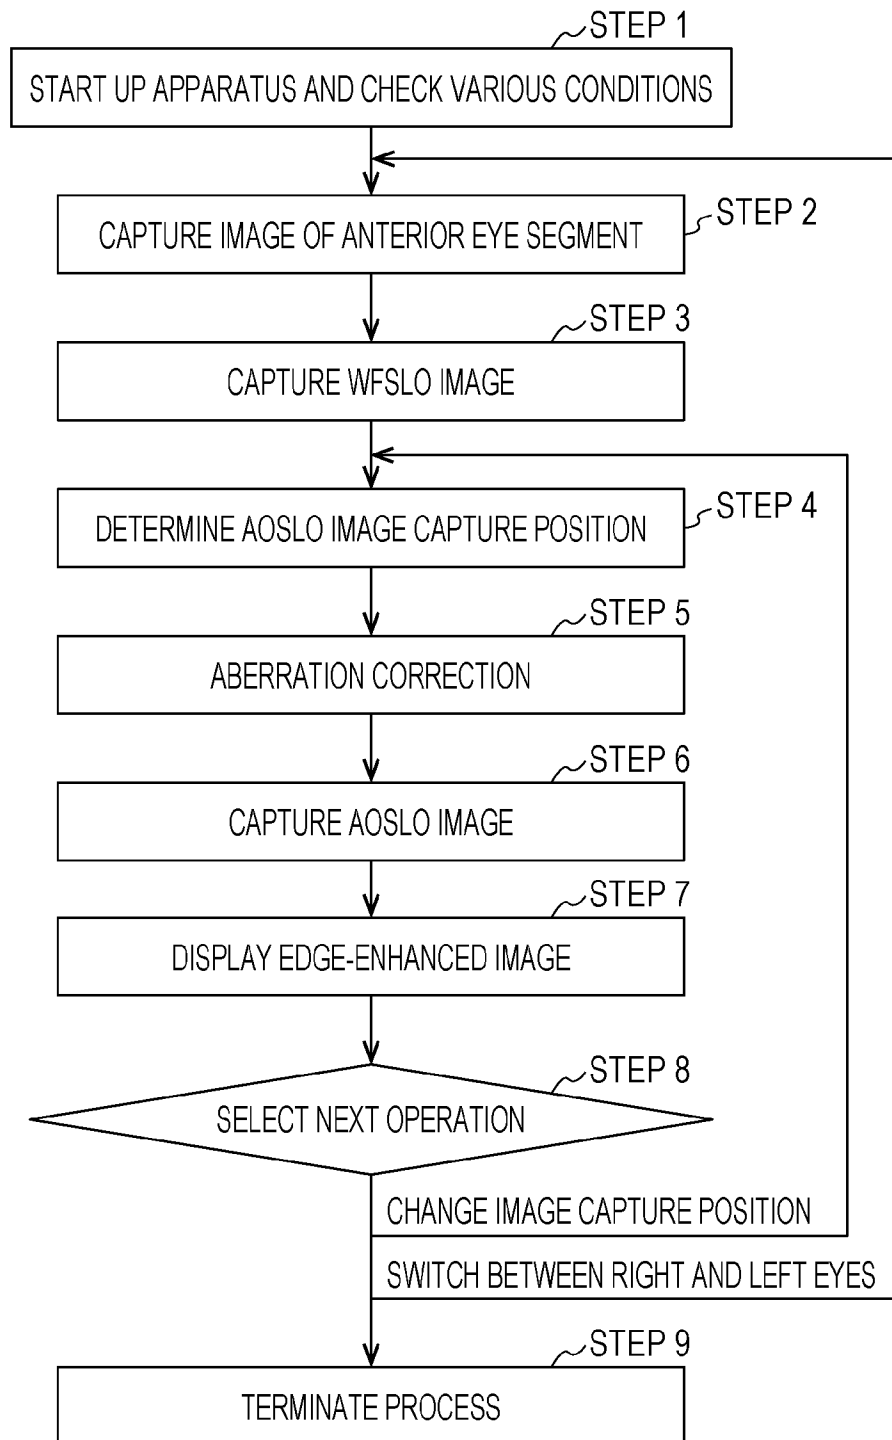 STEP 1
START UP APPARATUS AND CHECK VARIOUS CONDITIONS
STEP 2
CAPTURE IMAGE OF ANTERIOR EYE SEGMENT
STEP 3
CAPTURE WFSLO IMAGE
STEP 4
DETERMINE AOSLO IMAGE CAPTURE POSITION
STEP 5
ABERRATION CORRECTION
STEP 6
CAPTURE AOSLO IMAGE
STEP 7
DISPLAY EDGE-ENHANCED IMAGE
STEP 8
SELECT NEXT OPERATION
CHANGE IMAGE CAPTURE POSITION
SWITCH BETWEEN RIGHT AND LEFT EYES
STEP 9
TERMINATE PROCESS